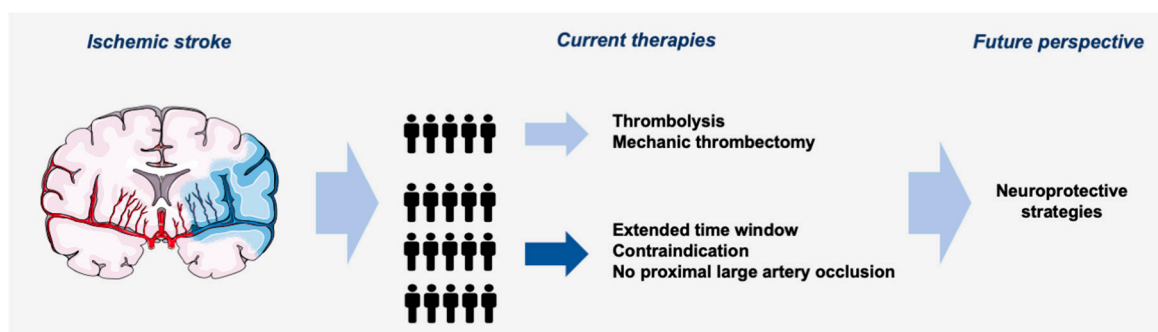 Ischemic stroke
Current therapies
Future perspective
Thrombolysis
Mechanic thrombectomy
Extended time window
Contraindication
No proximal large artery occlusion
Neuroprotective
strategies